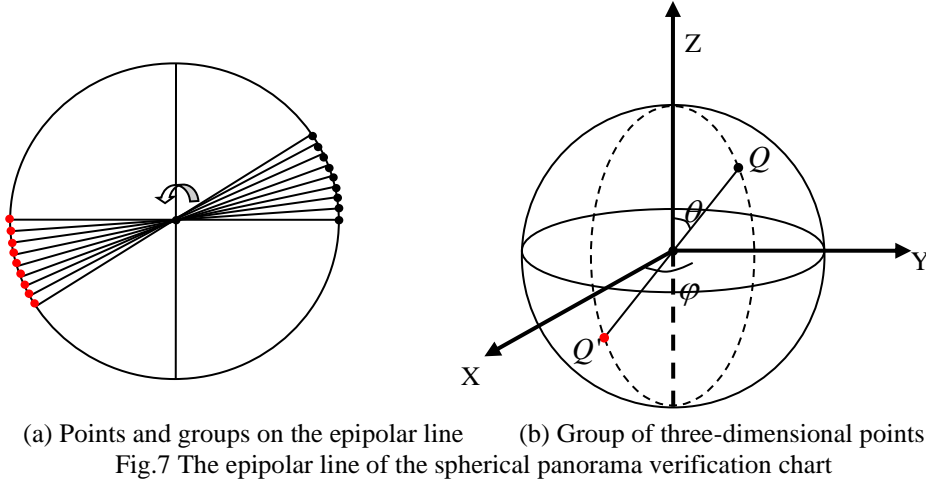 Z
Q
θ
Y
φ
Q'
X
(a) Points and groups on the epipolar line (b) Group of three-dimensional points
Fig.7 The epipolar line of the spherical panorama verification chart